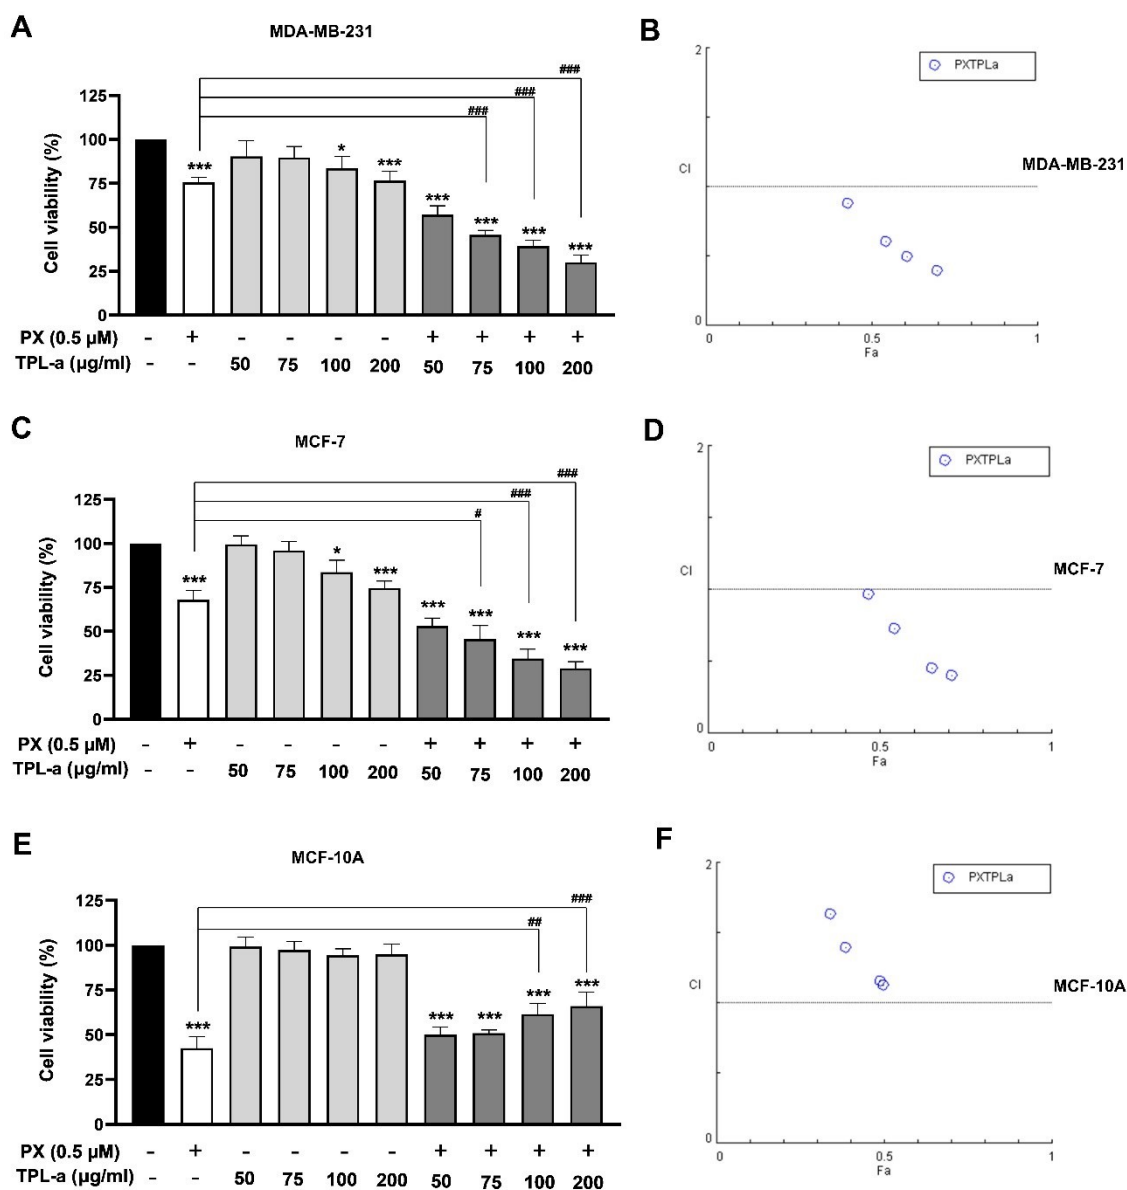 A
MDA-MB-231
###
###
###
Cell viability (%)
125
100
75
50
25
0
***
*
***
***
***
***
***
PX (0.5 µM) - + - - - - + + + +
TPL-a (µg/ml) - - 50 75 100 200 50 75 100 200
B
2
PXTPLa
CI
MDA-MB-231
0
0 0.5 1
Fa
C
MCF-7
###
###
#
Cell viability (%)
125
100
75
50
25
0
***
*
***
***
***
***
***
PX (0.5 µM) - + - - - - + + + +
TPL-a (µg/ml) - - 50 75 100 200 50 75 100 200
D
2
PXTPLa
CI
MCF-7
0
0 0.5 1
Fa
E
MCF-10A
###
##
Cell viability (%)
125
100
75
50
25
0
***
***
***
***
***
PX (0.5 µM) - + - - - - + + + +
TPL-a (µg/ml) - - 50 75 100 200 50 75 100 200
F
2
PXTPLa
CI
MCF-10A
0
0 0.5 1
Fa